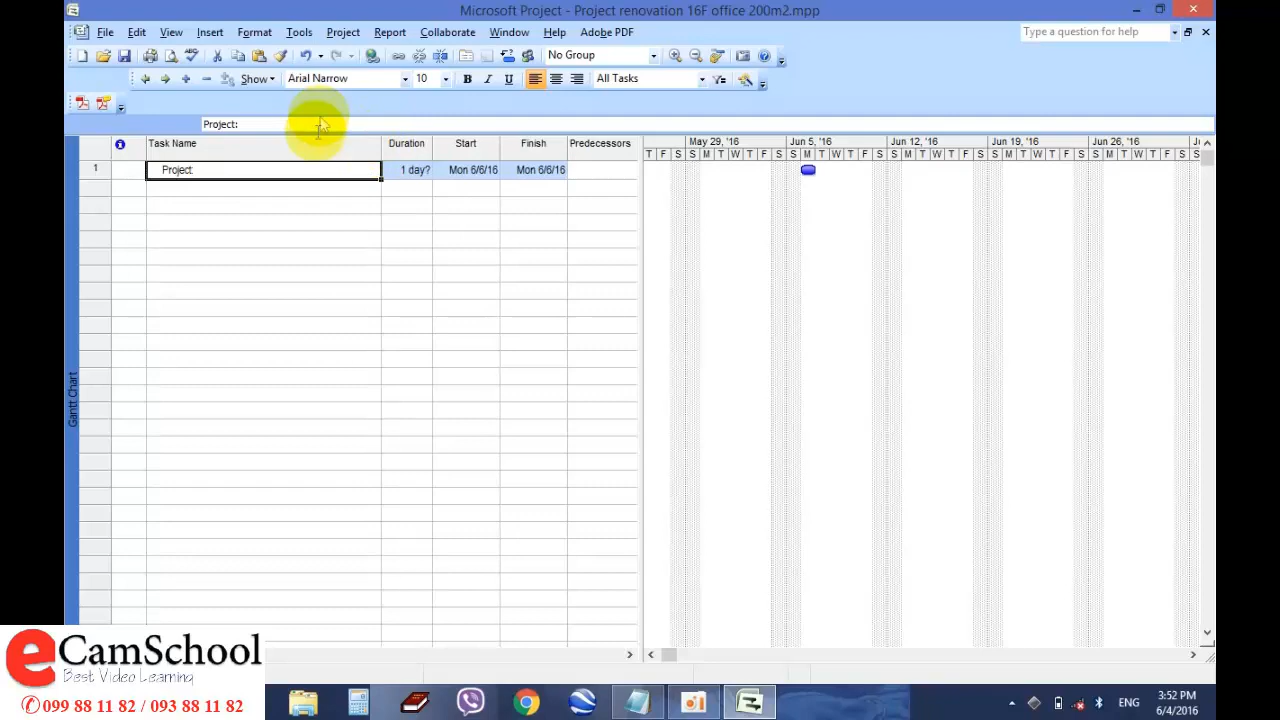 Microsoft Project - Project renovation 16F office 200m2.mpp
File Edit View Insert Format Tools Project Report Collaborate Window Help Adobe PDF
Type a question for help
No Group
Show Arial Narrow 10 B I U All Tasks
Project:
Task Name Duration Start Finish Predecessors
May 29, '16 Jun 5, '16 Jun 12, '16 Jun 19, '16 Jun 26, '16
T F S S M T W T F S S M T W T F S S M T W T F S S M T W T F S S M T W T F S S
1 Project: 1 day? Mon 6/6/16 Mon 6/6/16
Gantt Chart
eCamSchool
Best Video Learning
099 88 11 82 / 093 88 11 82
ENG
3:52 PM
6/4/2016